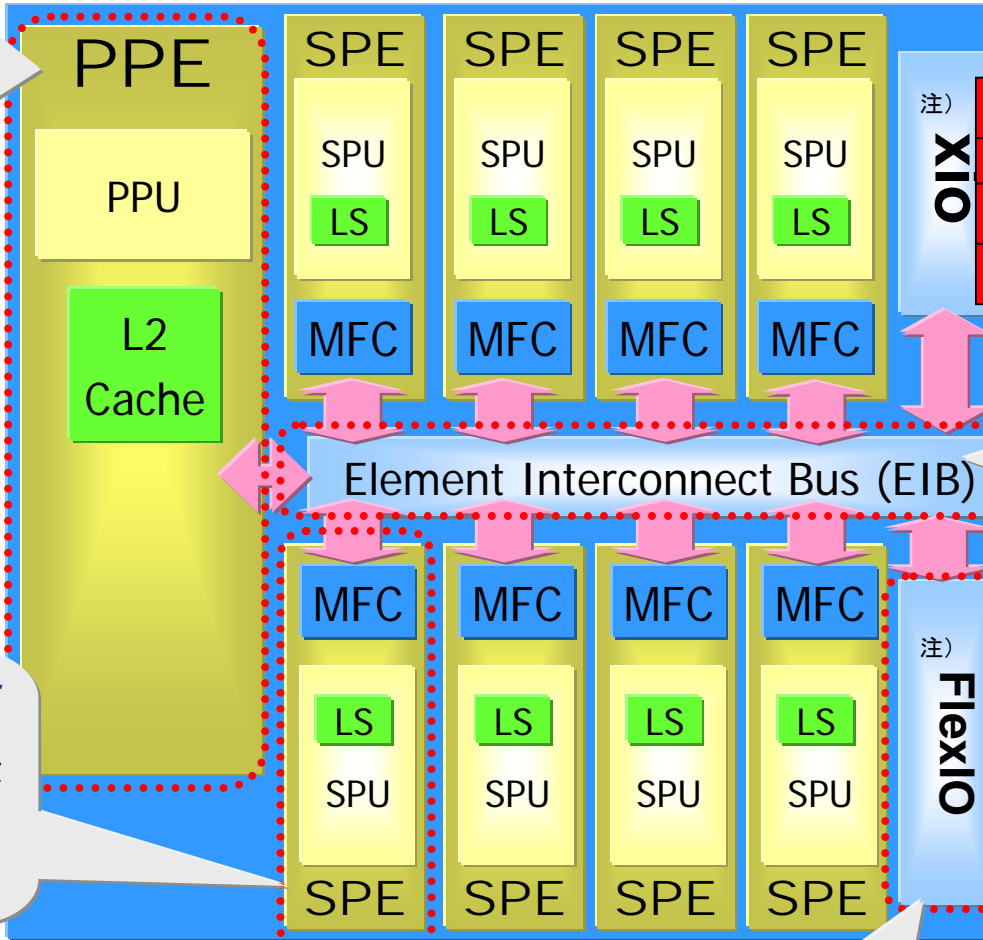 PPE
PPU
L2
Cache
SPE
SPU
LS
MFC
SPE
SPU
LS
MFC
SPE
SPU
LS
MFC
SPE
SPU
LS
MFC
注）
XIO
Element Interconnect Bus (EIB)
MFC
LS
SPU
SPE
MFC
LS
SPU
SPE
MFC
LS
SPU
SPE
MFC
LS
SPU
SPE
注）
FlexIO